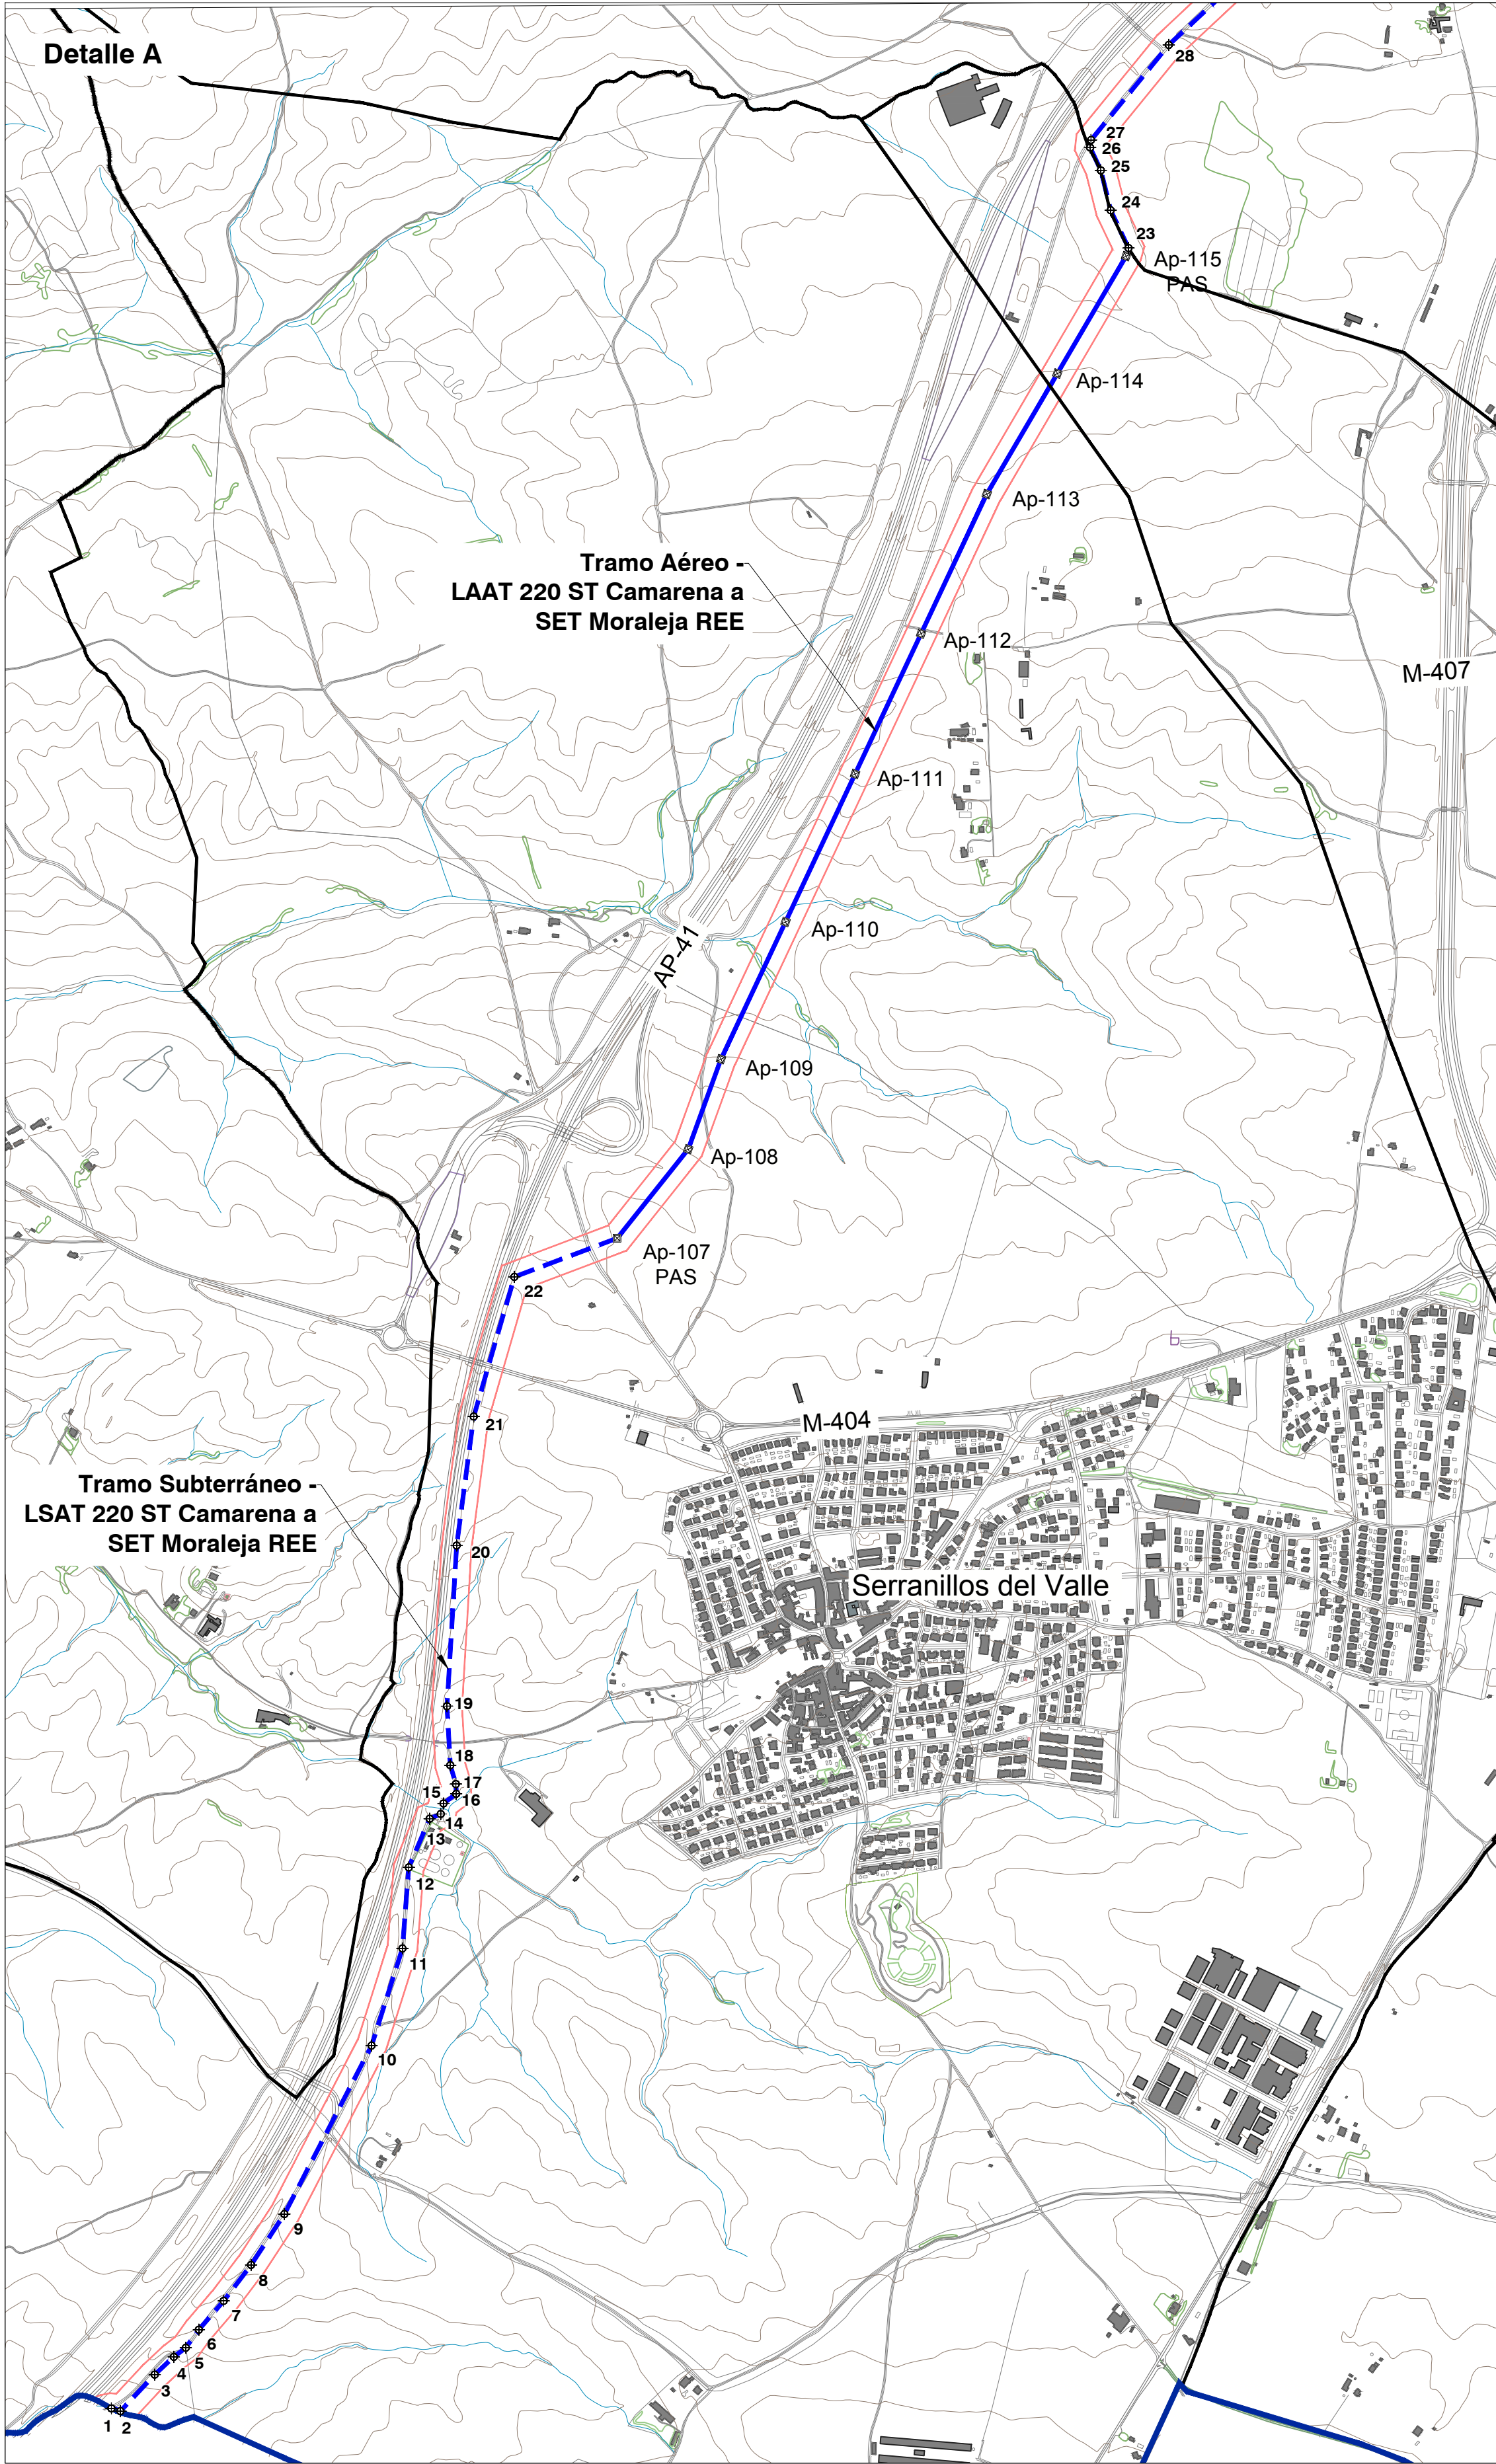 Detalle A
28
27
26
25
24
23
Ap-115
PAS
Ap-114
Ap-113
Tramo Aéreo -
LAAT 220 ST Camarena a
SET Moraleja REE
Ap-112
M-407
Ap-111
Ap-110
AP-41
Ap-109
Ap-108
Ap-107
PAS
22
21
M-404
Tramo Subterráneo -
LSAT 220 ST Camarena a
SET Moraleja REE
20
Serranillos del Valle
19
18
17
15
16
14
13
12
11
10
9
8
7
6
5
4
3
1
2